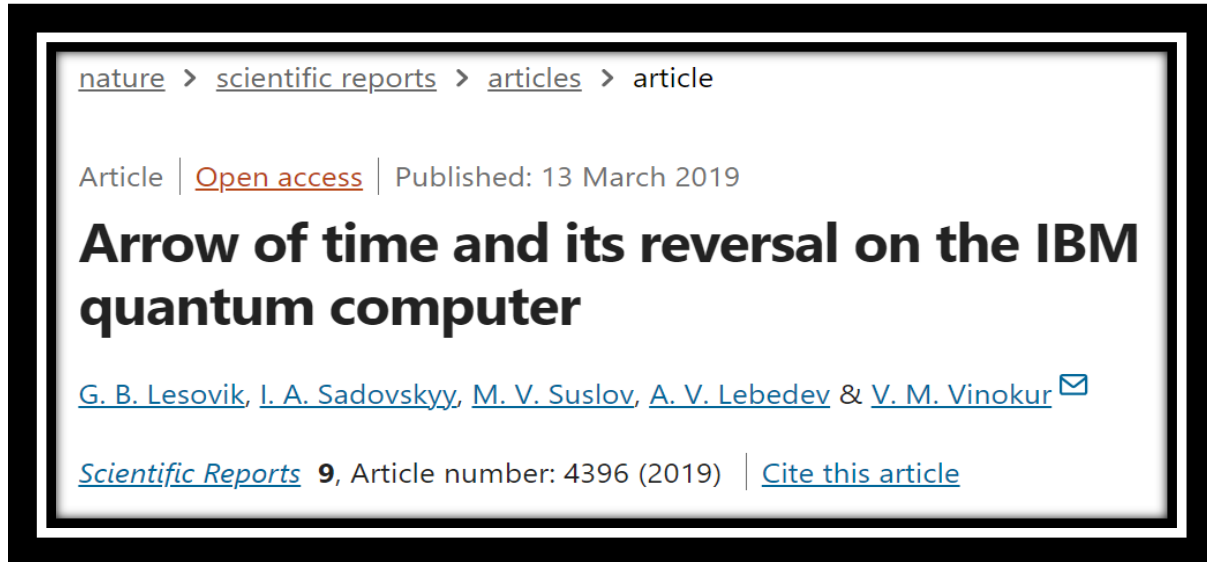 nature > scientific reports > articles > article
Article | Open access | Published: 13 March 2019
Arrow of time and its reversal on the IBM
quantum computer
G. B. Lesovik, I. A. Sadovskyy, M. V. Suslov, A. V. Lebedev & V. M. Vinokur
Scientific Reports 9, Article number: 4396 (2019) | Cite this article